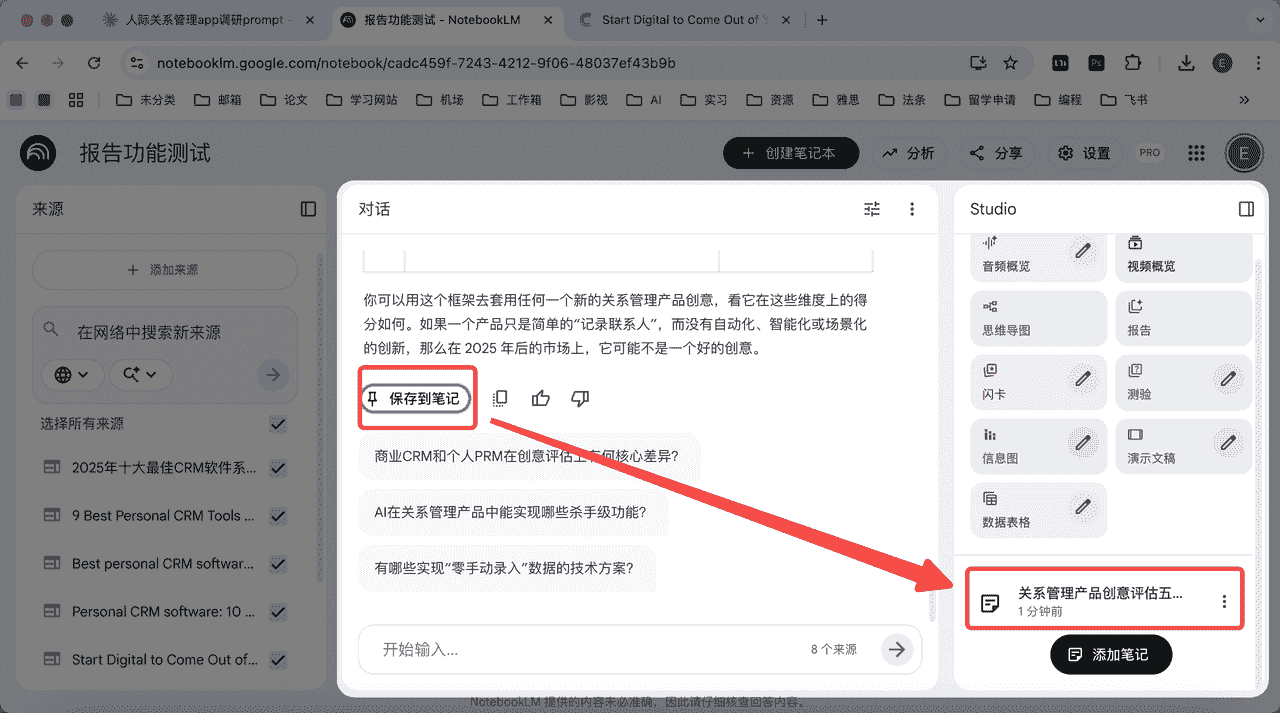 人际关系管理app调研prompt -
报告功能测试 - NotebookLM
Start Digital to Come Out of
notebooklm.google.com/notebook/cadc459f-7243-4212-9f06-48037ef43b9b
未分类
邮箱
论文
学习网站
机场
工作箱
影视
AI
实习
资源
雅思
法条
留学申请
编程
飞书
报告功能测试
创建笔记本
分析
分享
设置
PRO
E
来源
添加来源
在网络中搜索新来源
选择所有来源
2025年十大最佳CRM软件系...
9 Best Personal CRM Tools ...
Best personal CRM softwar...
Personal CRM software: 10 ...
Start Digital to Come Out of...
对话
你可以用这个框架去套用任何一个新的关系管理产品创意，看它在这些维度上的得
分如何。如果一个产品只是简单的“记录联系人”，而没有自动化、智能化或场景化
的创新，那么在 2025 年后的市场上，它可能不是一个好的创意。
保存到笔记
商业CRM和个人PRM在创意评估上有何核心差异?
AI在关系管理产品中能实现哪些杀手级功能?
有哪些实现“零手动录入”数据的技术方案?
开始输入...
8 个来源
Studio
音频概览
视频概览
思维导图
报告
闪卡
测验
信息图
演示文稿
数据表格
关系管理产品创意评估五...
1 分钟前
添加笔记
NotebookLM 提供的内容未必准确，因此请仔细核查回答内容。